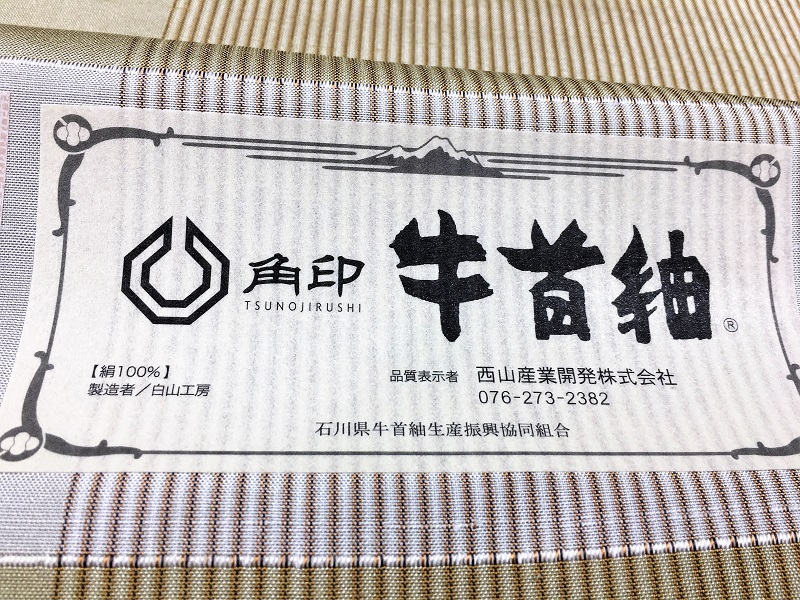 角印
TSUNOJIRUSHI
牛首紬
®
【絹100%】
製造者/白山工房
品質表示者 西山産業開発株式会社
076-273-2382
石川県牛首紬生産振興協同組合